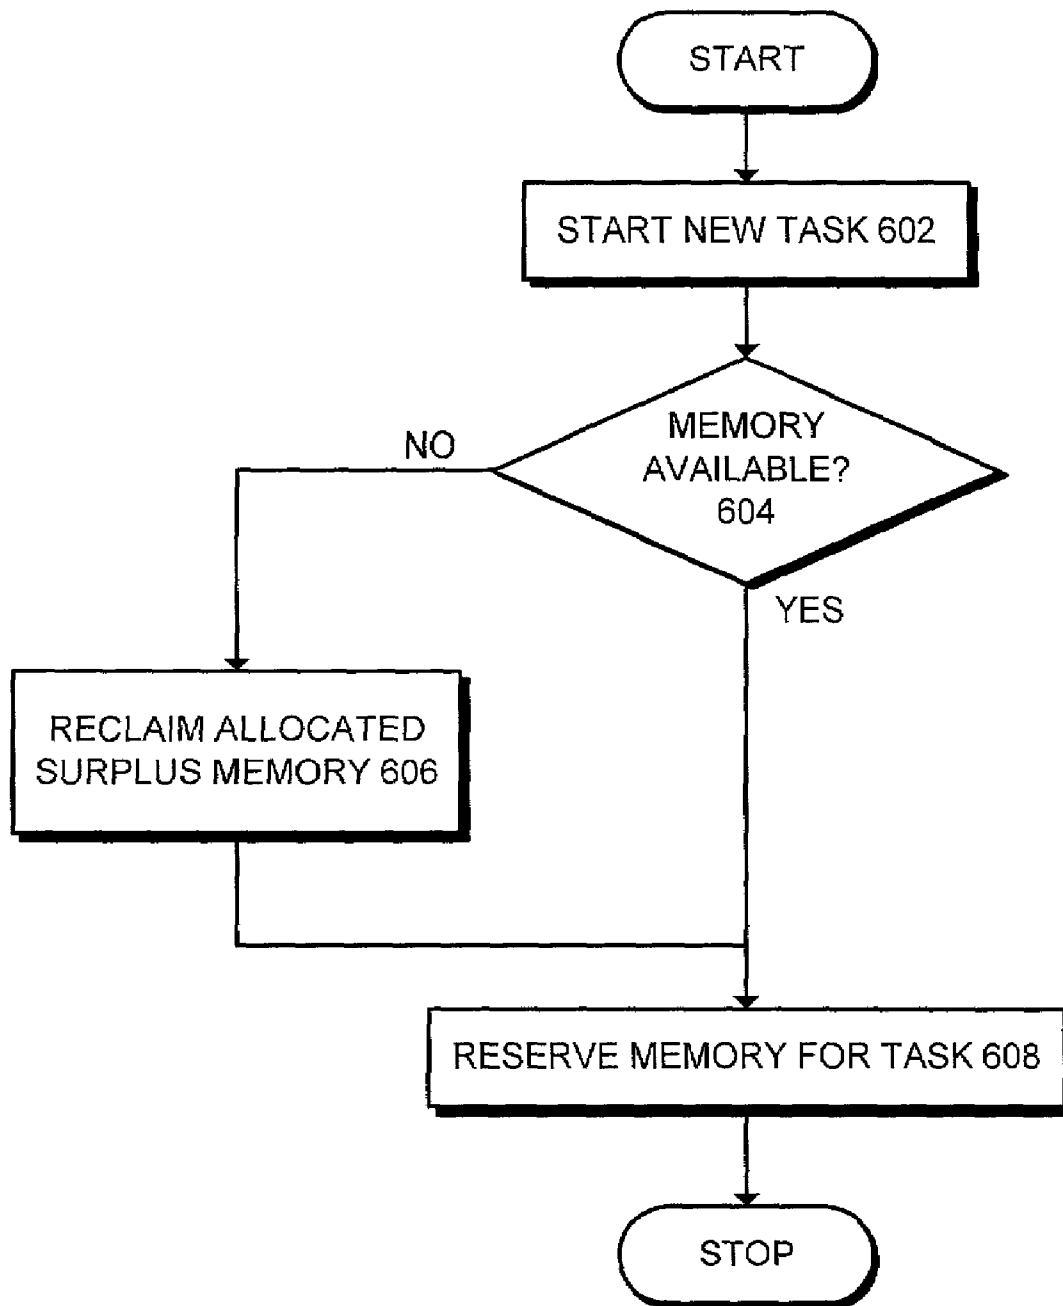 START
START NEW TASK 602
MEMORY
AVAILABLE?
604
NO
YES
RECLAIM ALLOCATED
SURPLUS MEMORY 606
RESERVE MEMORY FOR TASK 608
STOP